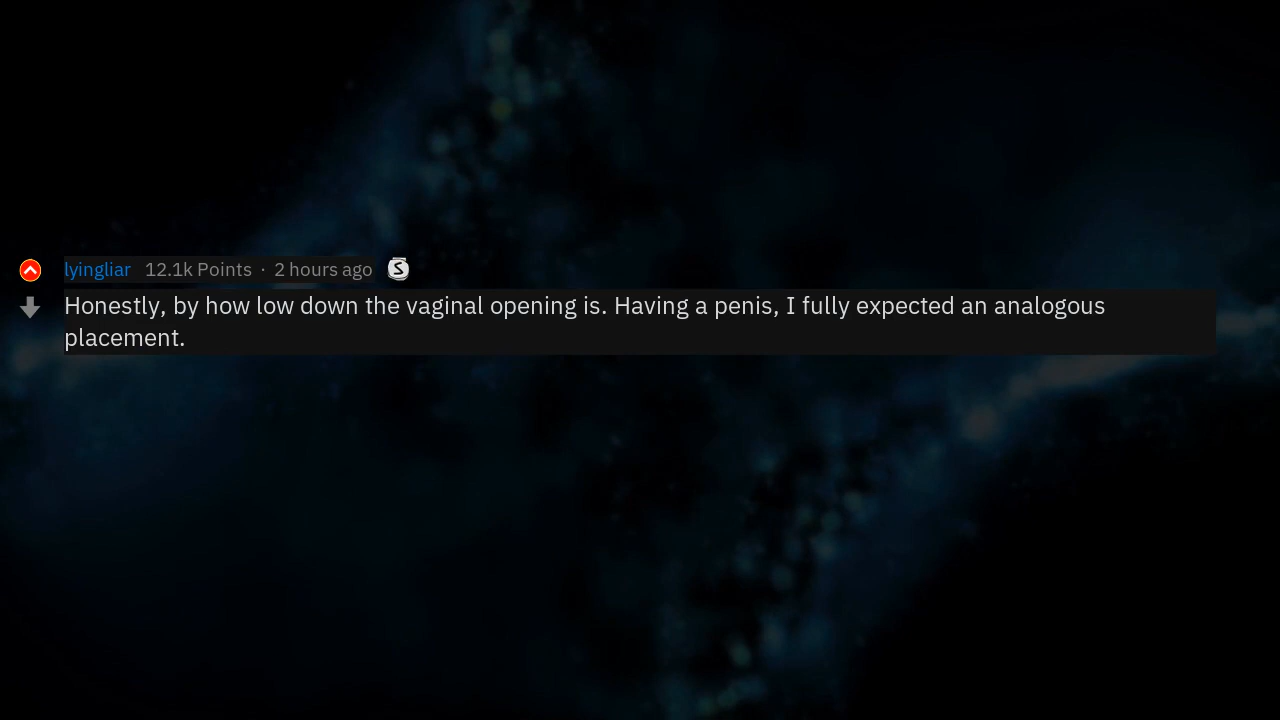 lyingliar 12.1k Points · 2 hours ago S
Honestly, by how low down the vaginal opening is. Having a penis, I fully expected an analogous
placement.